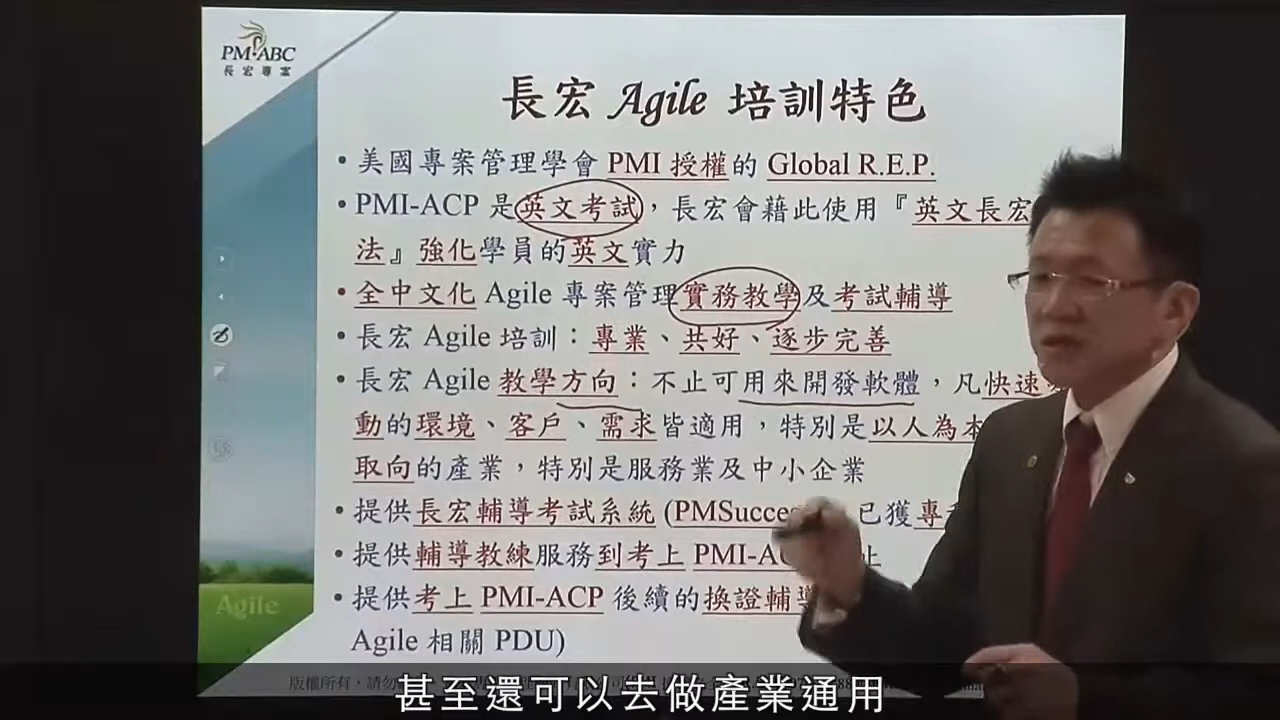 PM-ABC
長宏專案
長宏 Agile 培訓特色
• 美國專案管理學會 PMI 授權的 Global R.E.P.
• PMI-ACP 是英文考試，長宏會藉此使用『英文長宏
法』強化學員的英文實力
• 全中文化 Agile 專案管理實務教學及考試輔導
• 長宏 Agile 培訓：專業、共好、逐步完善
• 長宏 Agile 教學方向：不止可用來開發軟體，凡快速
動的環境、客戶、需求皆適用，特別是以人為本
取向的產業，特別是服務業及中小企業
• 提供長宏輔導考試系統 (PMSucce 已獲專
• 提供輔導教練服務到考上 PMI-AC 止
• 提供考上 PMI-ACP 後續的換證輔導
Agile 相關 PDU)
Agile
版權所有，請勿
甚至還可以去做產業通用